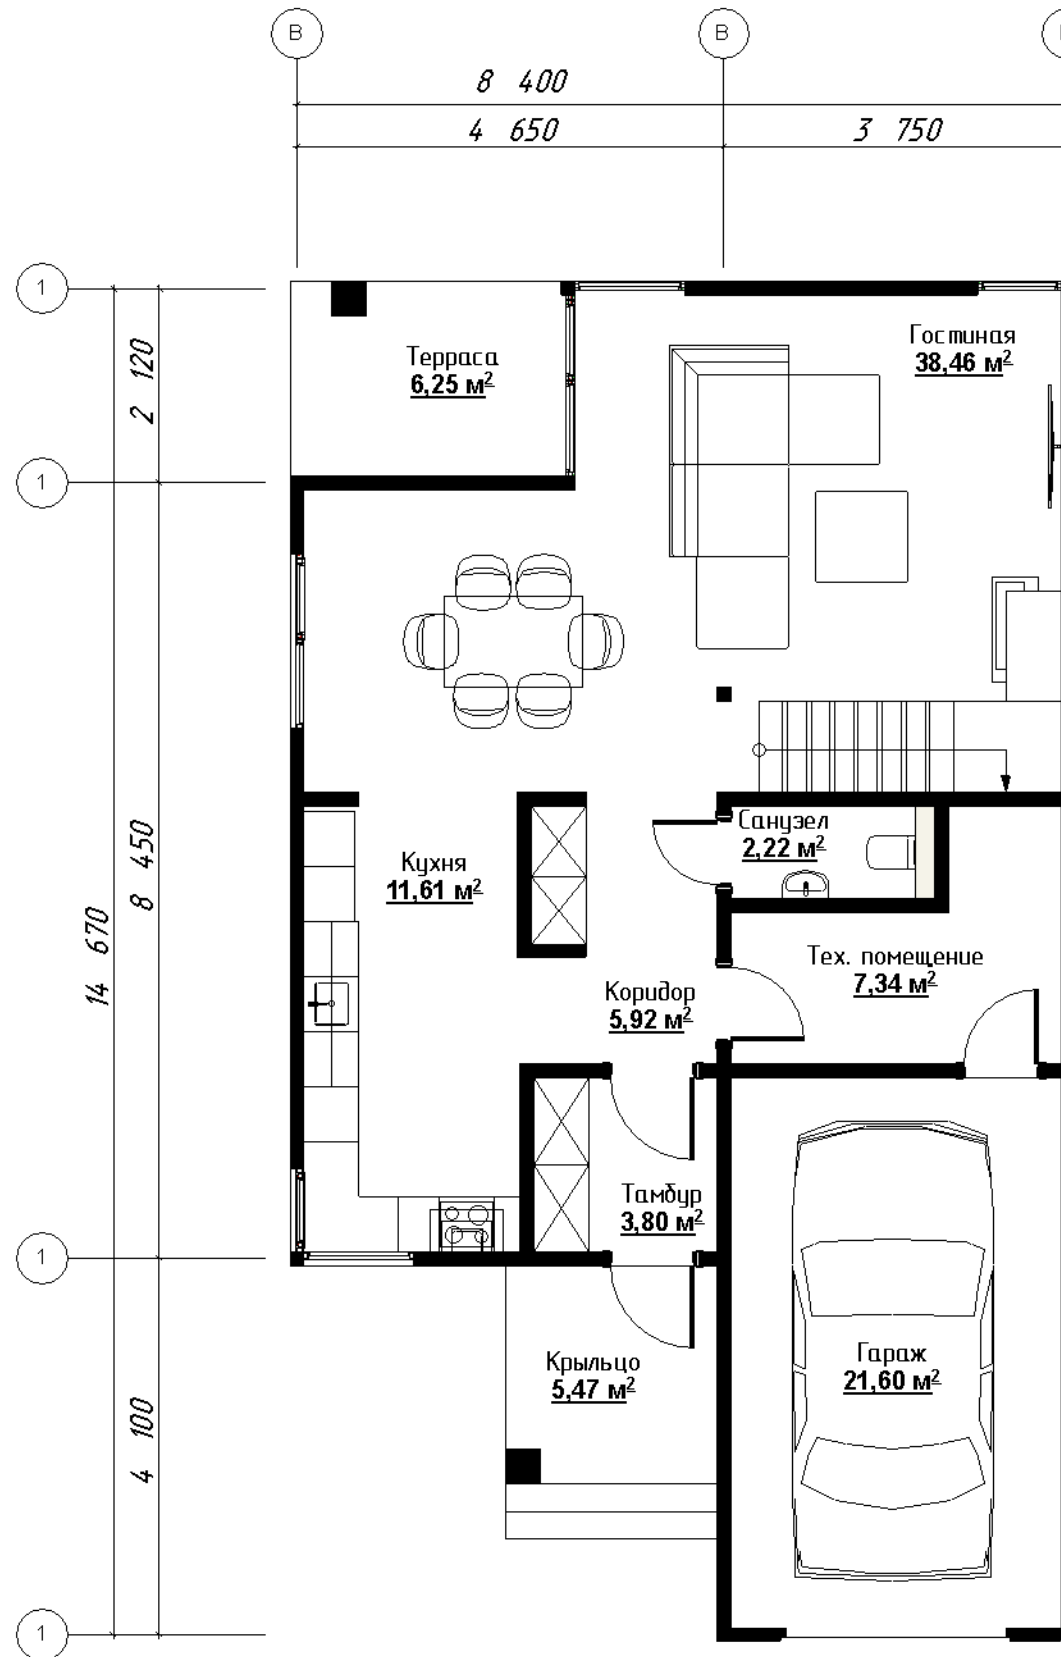 В
В
8 400
4 650
3 750
1
2 120
Терраса
6,25 м²
Гостиная
38,46 м²
1
14 670
8 450
Кухня
11,61 м²
Санузел
2,22 м²
Тех. помещение
7,34 м²
Коридор
5,92 м²
Тамбур
3,80 м²
1
4 100
Крыльцо
5,47 м²
Гараж
21,60 м²
1